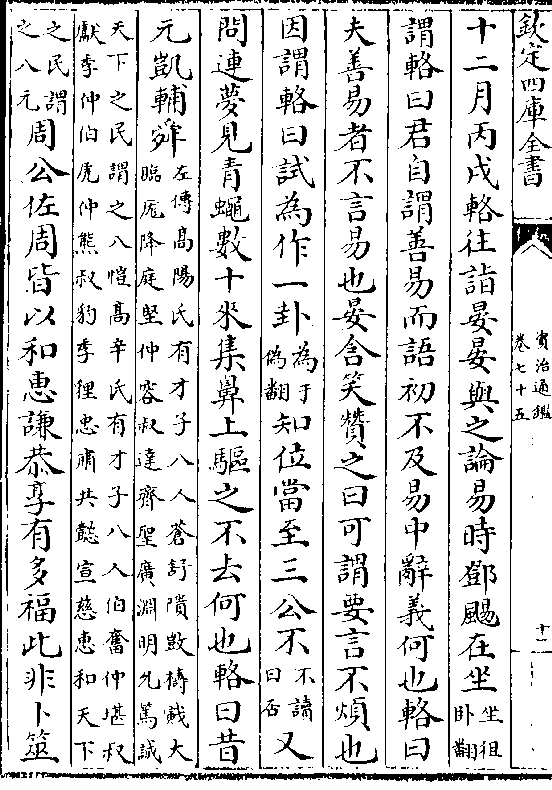 欽定四庫全書
資治通鑑
卷七十五
十一
十二月丙戌輅往詣晏晏與之論易時鄧颺在坐坐徂
卧翻
謂輅曰君自謂善易而語初不及易中辭義何也輅曰
夫善易者不言易也晏含笑贊之曰可謂要言不煩也
因謂輅曰試為作一卦為于
偽翻知位當至三公不不讀
曰否又
問連夢見青蠅數十來集鼻上驅之不去何也輅曰昔
元凱輔舜左傳高陽氏有才子八人蒼舒隤敱檮戭大
臨厖降庭堅仲容叔達齊聖廣淵明允篤誠
天下之民謂之八愷高辛氏有才子八人伯奮仲堪叔
獻季仲伯虎仲熊叔豹季貍忠肅共懿宣慈惠和天下
之民謂
之八元周公佐周皆以和惠謙恭享有多福此非卜筮